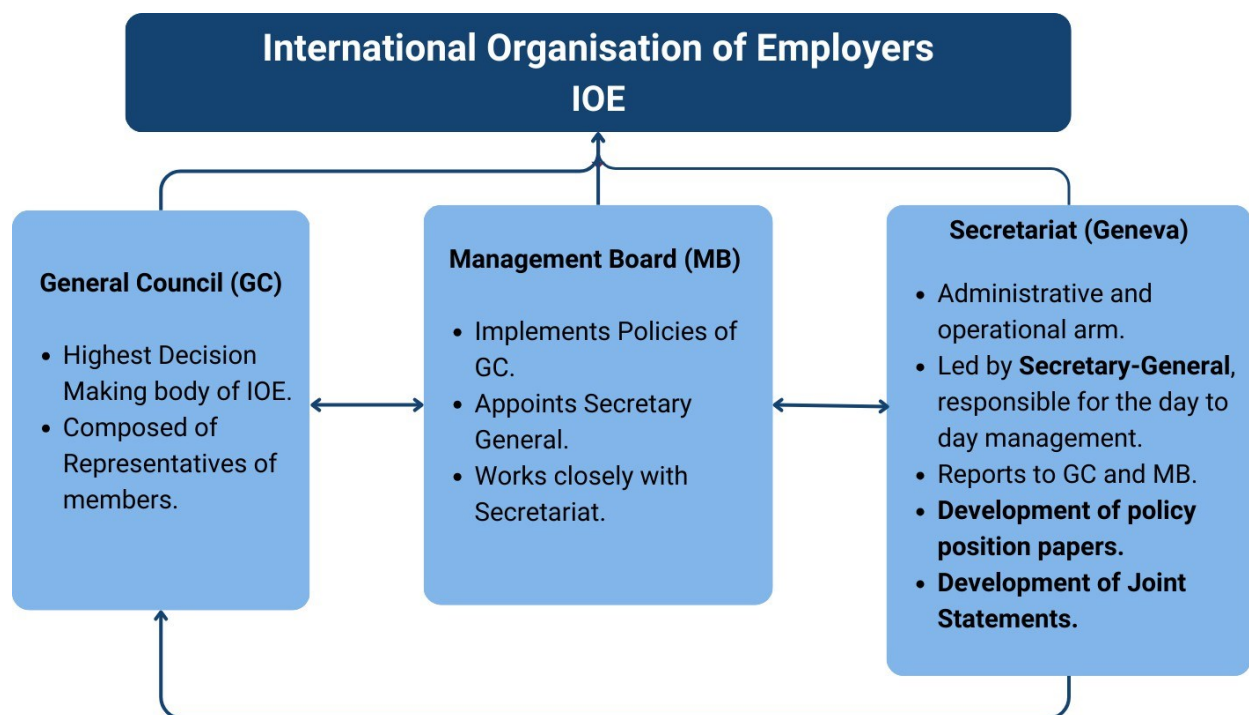 International Organisation of Employers
IOE
General Council (GC)
• Highest Decision
Making body of IOE.
• Composed of
Representatives of
members.
Management Board (MB)
• Implements Policies of
GC.
• Appoints Secretary
General.
• Works closely with
Secretariat.
Secretariat (Geneva)
• Administrative and
operational arm.
• Led by Secretary-General,
responsible for the day to
day management.
• Reports to GC and MB.
• Development of policy
position papers.
• Development of Joint
Statements.